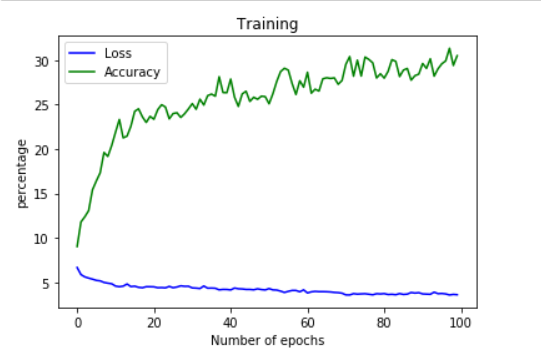 Training
Loss
Accuracy
percentage
30
25
20
15
10
5
0 20 40 60 80 100
Number of epochs